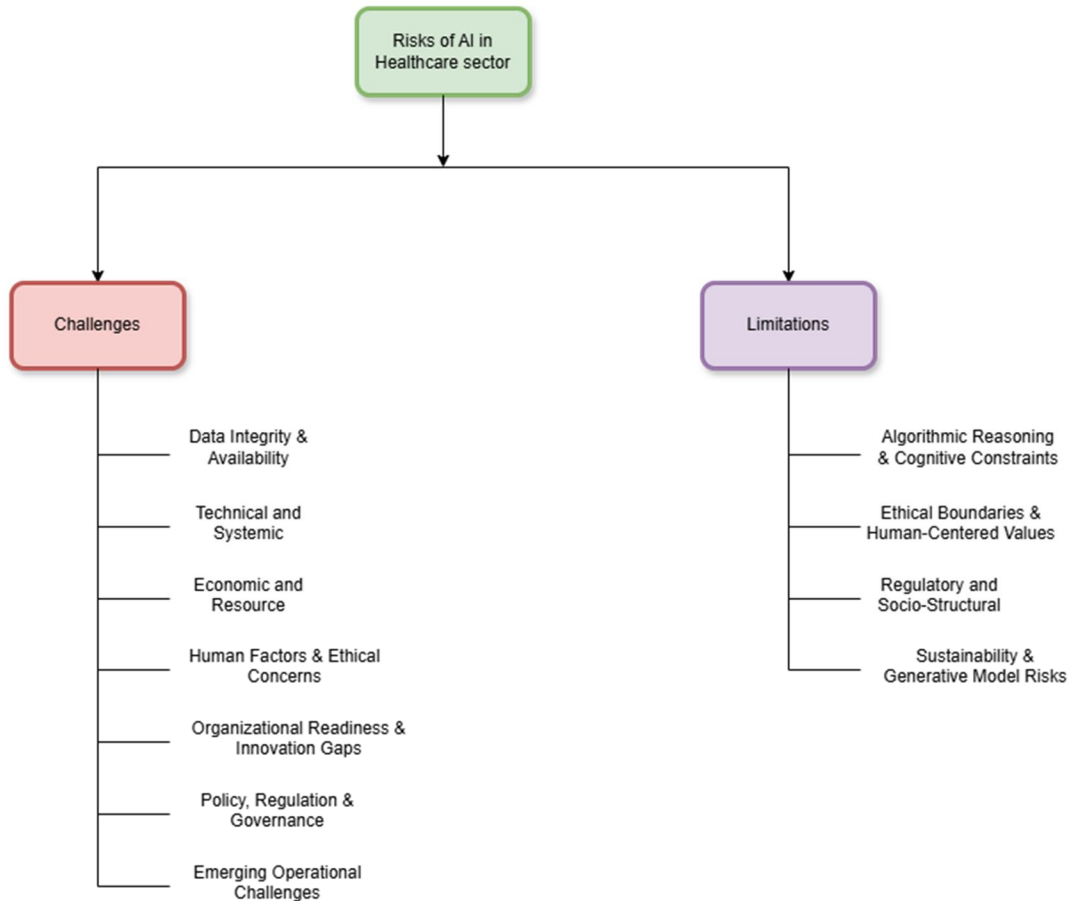 Risks of AI in
Healthcare sector
Challenges
Limitations
Data Integrity &
Availability
Technical and
Systemic
Economic and
Resource
Human Factors & Ethical
Concerns
Organizational Readiness &
Innovation Gaps
Policy, Regulation &
Governance
Emerging Operational
Challenges
Algorithmic Reasoning
& Cognitive Constraints
Ethical Boundaries &
Human-Centered Values
Regulatory and
Socio-Structural
Sustainability &
Generative Model Risks